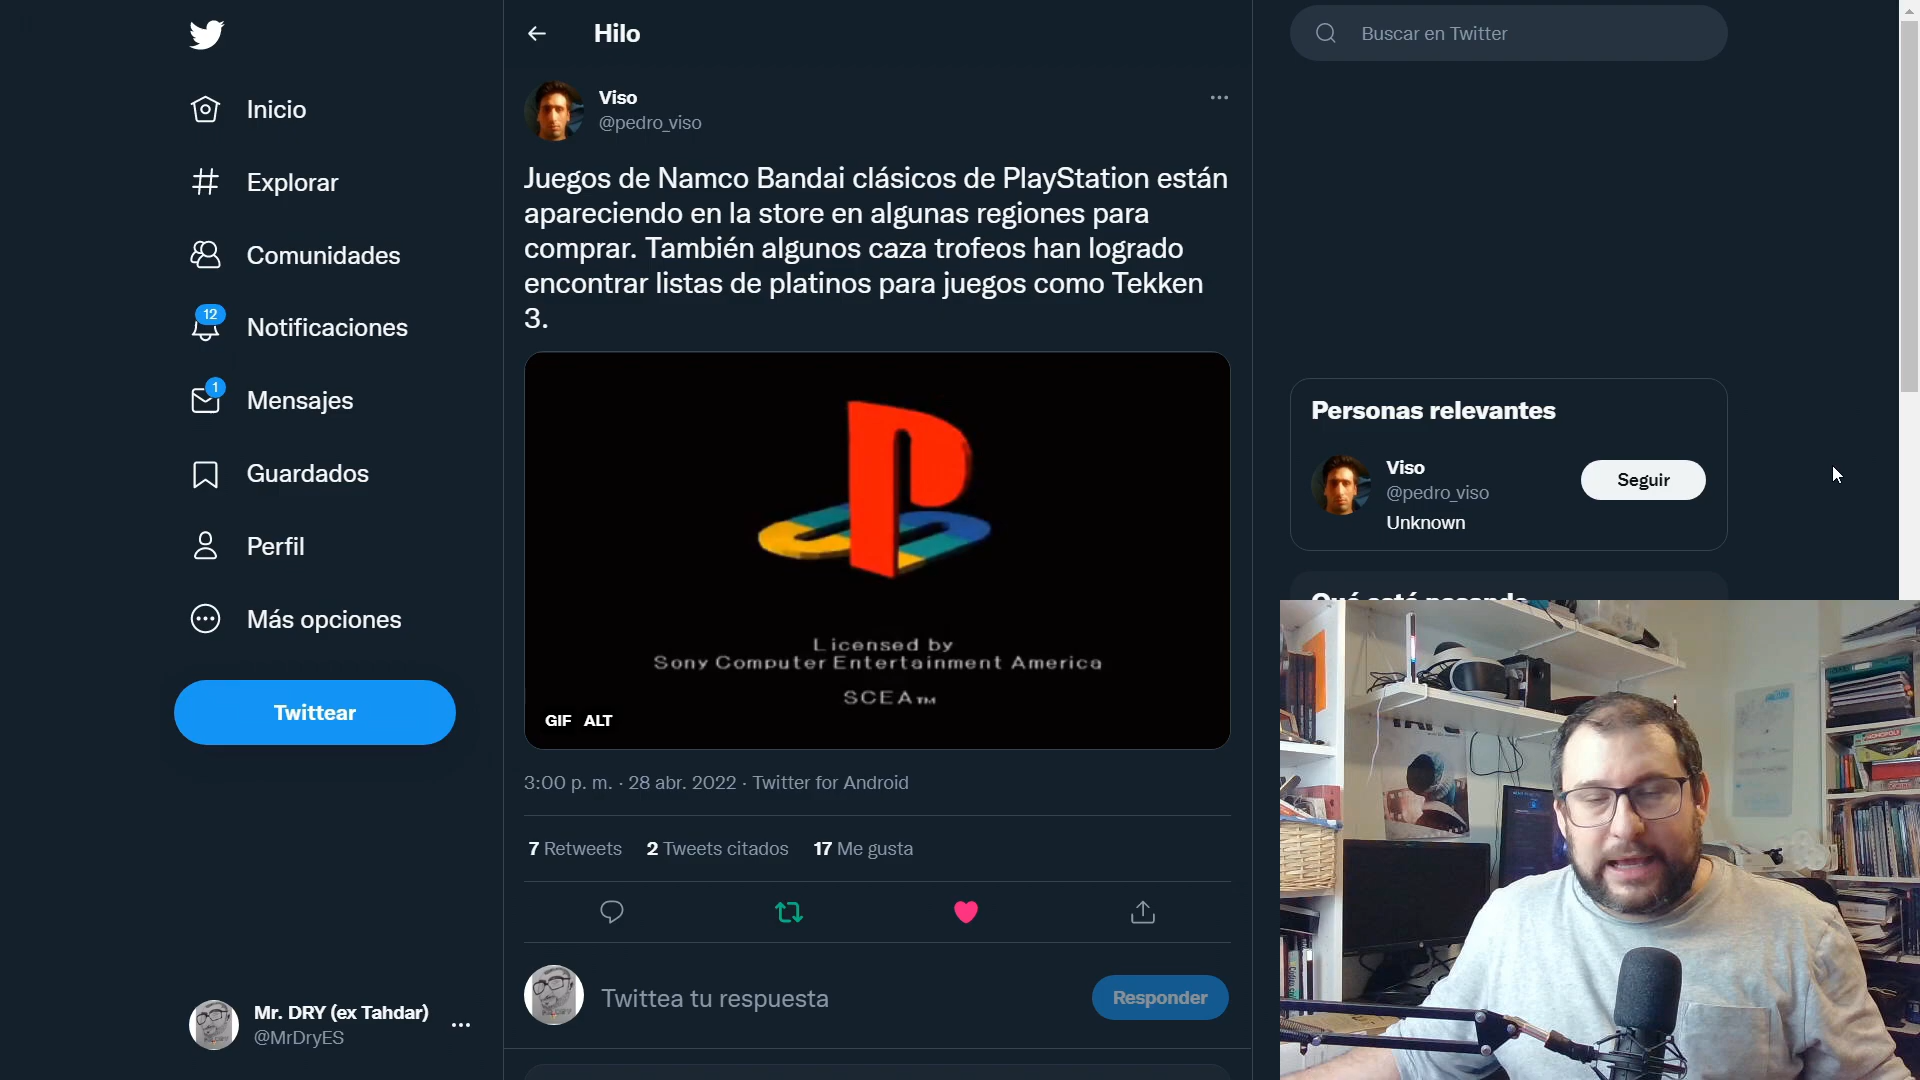 Hilo
Buscar en Twitter
Inicio
Explorar
Comunidades
12
Notificaciones
1
Mensajes
Guardados
Perfil
Más opciones
Twittear
Mr. DRY (ex Tahdar)
@MrDryES
Viso
@pedro_viso
Juegos de Namco Bandai clásicos de PlayStation están
apareciendo en la store en algunas regiones para
comprar. También algunos caza trofeos han logrado
encontrar listas de platinos para juegos como Tekken
3.
Licensed by
Sony Computer Entertainment America
SCEA™
GIF ALT
3:00 p. m. · 28 abr. 2022 · Twitter for Android
7 Retweets 2 Tweets citados 17 Me gusta
Twittea tu respuesta
Responder
Personas relevantes
Viso
@pedro_viso
Seguir
Unknown
Qué está pasando
MONOPOLY